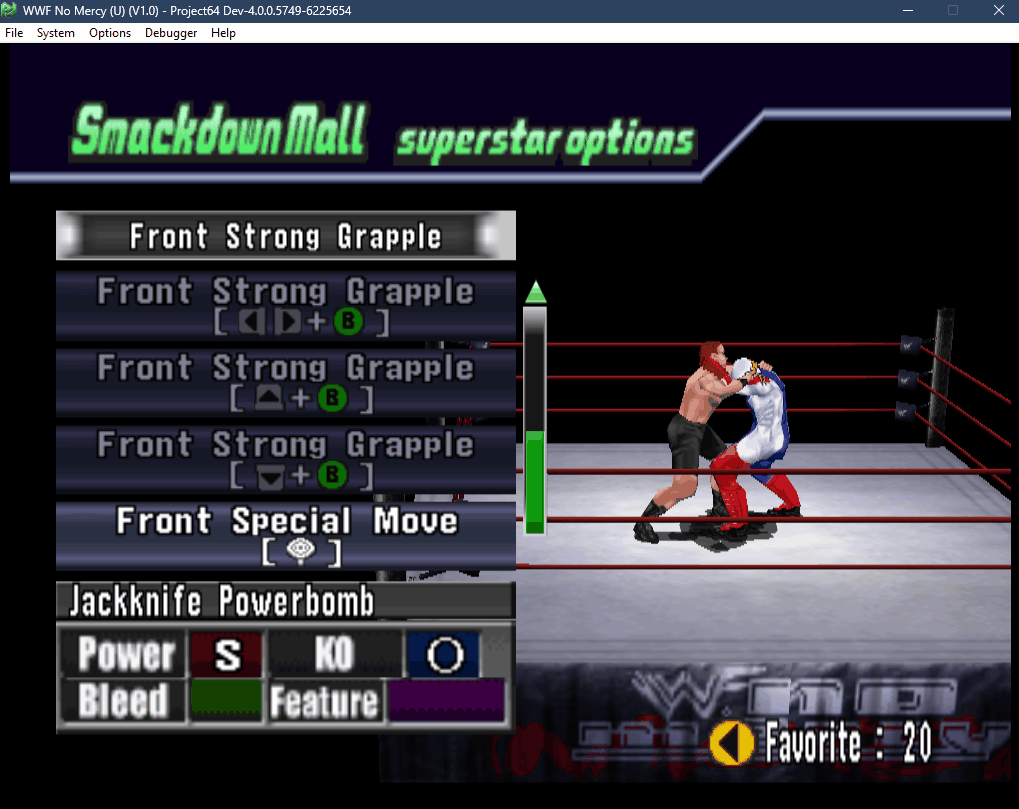 WWF No Mercy (U) (V1.0) - Project64 Dev-4.0.0.5749-6225654
File System Options Debugger Help
Smackdown Mall superstar options
Front Strong Grapple
Front Strong Grapple
[ + B ]
Front Strong Grapple
[ + B ]
Front Strong Grapple
[ + B ]
Front Special Move
[ ]
Jackknife Powerbomb
Power S KO O
Bleed Feature
Favorite : 20